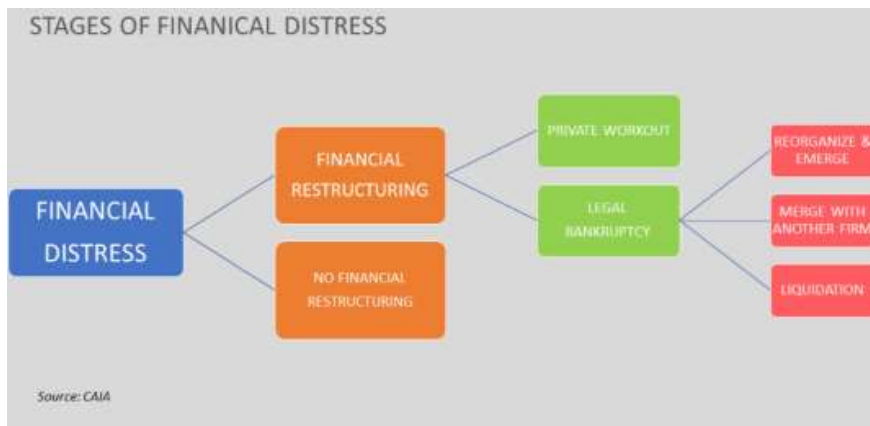 STAGES OF FINANICAL DISTRESS
FINANCIAL
DISTRESS
FINANCIAL
RESTRUCTURING
NO FINANCIAL
RESTRUCTURING
PRIVATE WORKOUT
LEGAL
BANKRUPTCY
REORGANIZE &
EMERGE
MERGE WITH
ANOTHER FIRM
LIQUIDATION
Source: CAIA